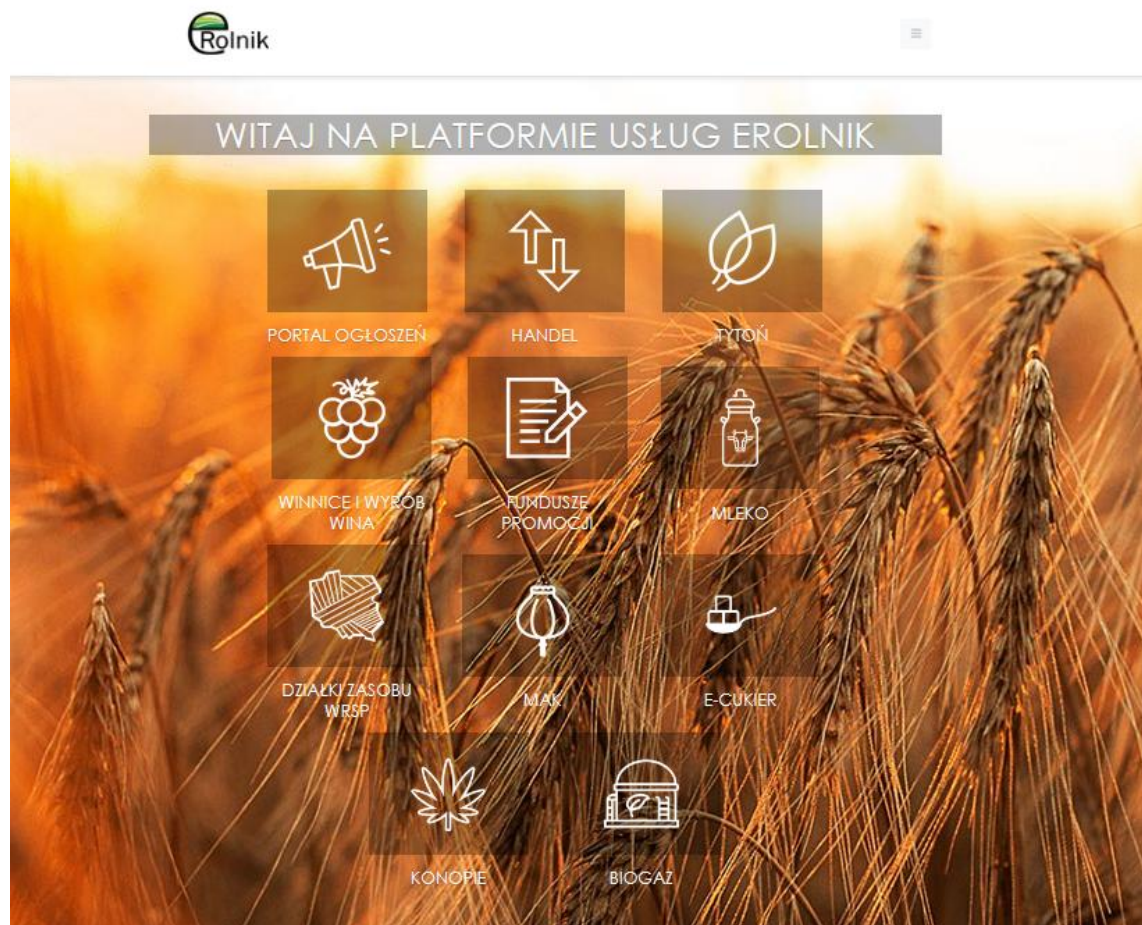 eRolnik
WITAJ NA PLATFORMIE USŁUG EROLNIK
PORTAL OGŁOSZEŃ
HANDEL
TYTOŃ
WINNICE I WYRÓB
WINA
FUNDUSZE
PROMOCJI
MLEKO
DZIAŁKI ZASOBU
WRSP
MAK
E-CUKIER
KONOPIE
BIOGAZ